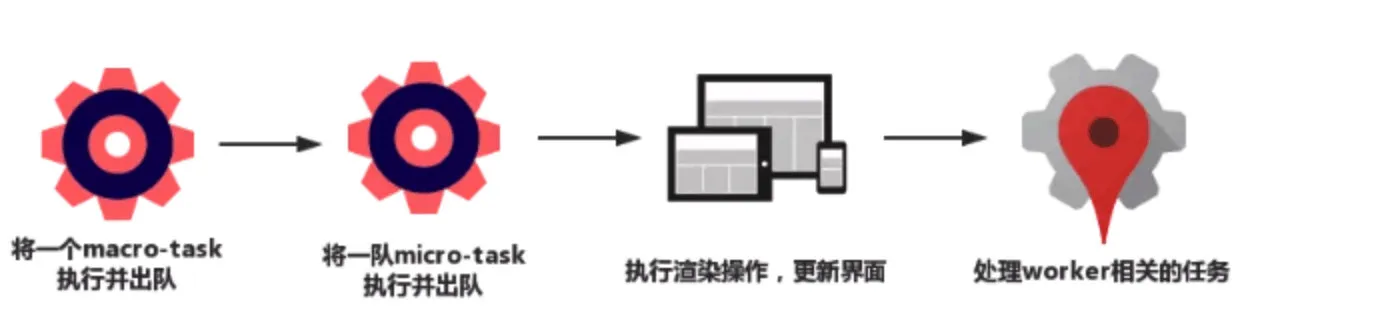 将一个macro-task
执行并出队
将一队micro-task
执行并出队
执行渲染操作，更新界面
处理worker相关的任务